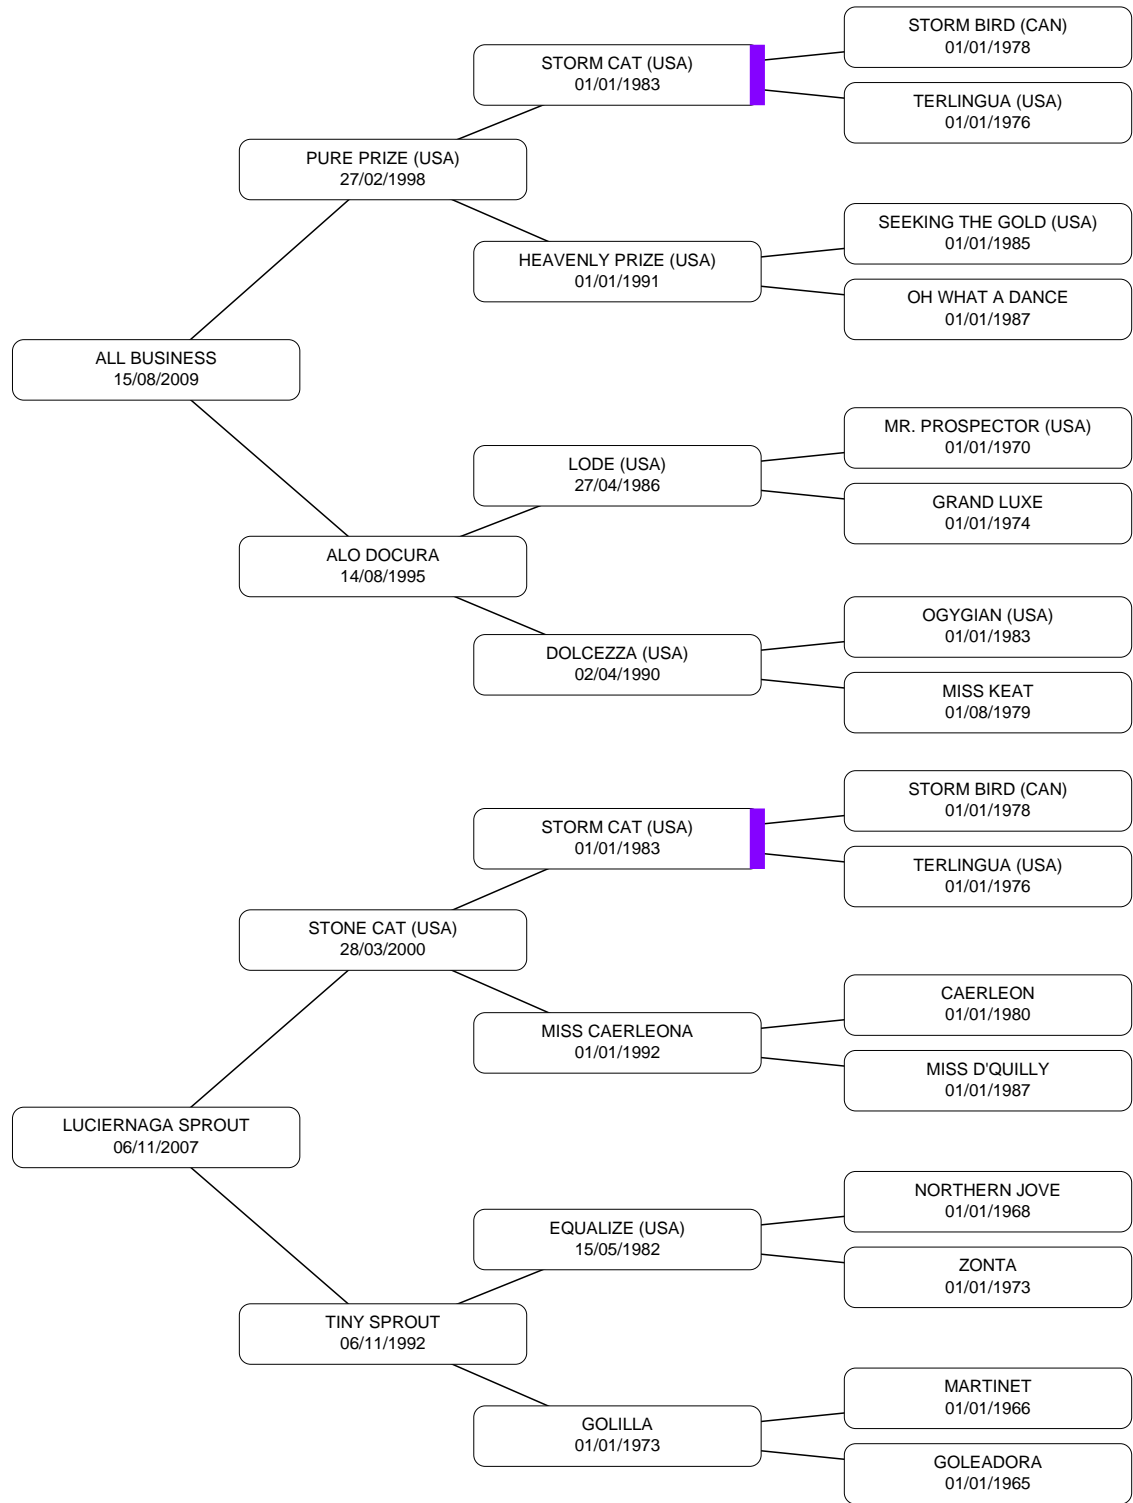 STORM BIRD (CAN)
01/01/1978
STORM CAT (USA)
01/01/1983
TERLINGUA (USA)
01/01/1976
PURE PRIZE (USA)
27/02/1998
SEEKING THE GOLD (USA)
01/01/1985
HEAVENLY PRIZE (USA)
01/01/1991
OH WHAT A DANCE
01/01/1987
ALL BUSINESS
15/08/2009
MR. PROSPECTOR (USA)
01/01/1970
LODE (USA)
27/04/1986
GRAND LUXE
01/01/1974
ALO DOCURA
14/08/1995
OGYGIAN (USA)
01/01/1983
DOLCEZZA (USA)
02/04/1990
MISS KEAT
01/08/1979
STORM BIRD (CAN)
01/01/1978
STORM CAT (USA)
01/01/1983
TERLINGUA (USA)
01/01/1976
STONE CAT (USA)
28/03/2000
CAERLEON
01/01/1980
MISS CAERLEONA
01/01/1992
MISS D'QUILLY
01/01/1987
LUCIERNAGA SPROUT
06/11/2007
NORTHERN JOVE
01/01/1968
EQUALIZE (USA)
15/05/1982
ZONTA
01/01/1973
TINY SPROUT
06/11/1992
MARTINET
01/01/1966
GOLILLA
01/01/1973
GOLEADORA
01/01/1965